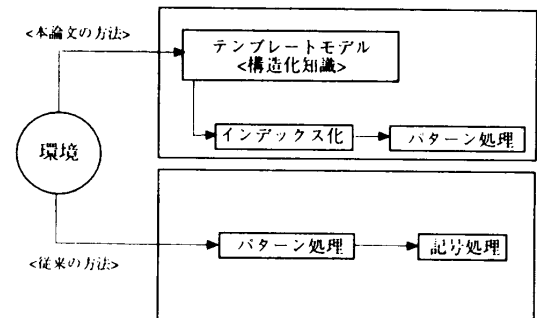 <本論文の方法>
テンプレートモデル
<構造化知識>
インデックス化
パターン処理
環境
パターン処理
記号処理
<従来の方法>